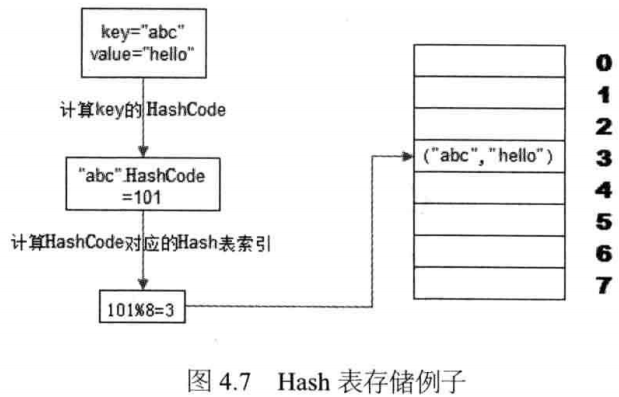 key="abc"
value="hello"
计算key的HashCode
"abc".HashCode
=101
计算HashCode对应的Hash表索引
101%8=3
0
1
2
("abc","hello")
3
4
5
6
7
图 4.7 Hash 表存储例子